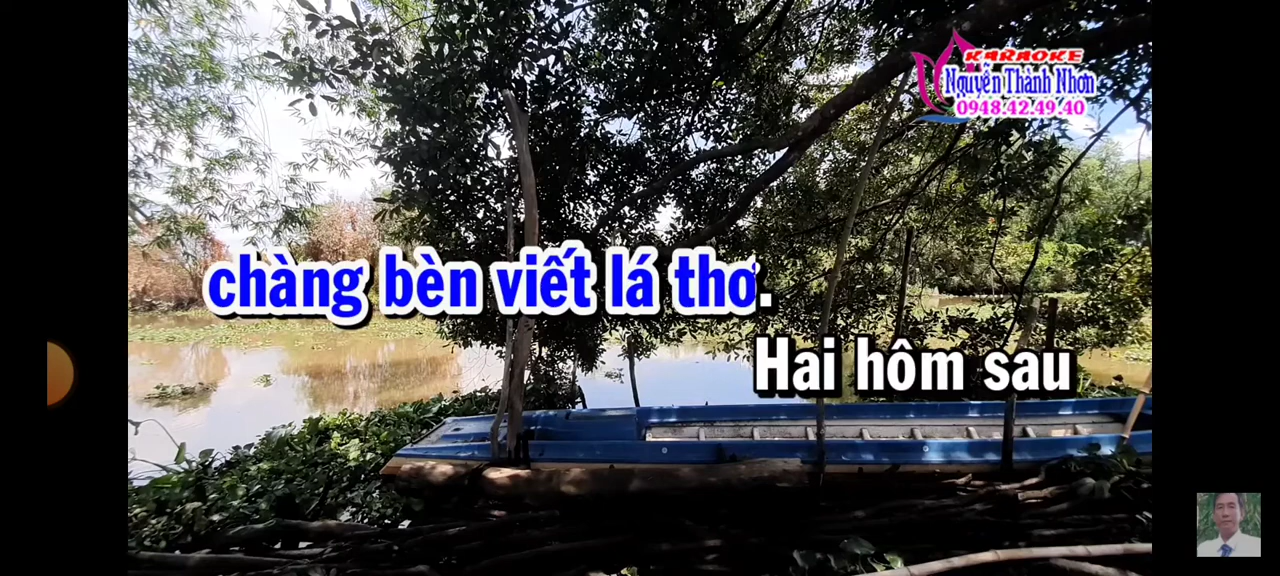 KARAOKE
Nguyễn Thành Nhơn
0948.42.49.40
chàng bèn viết lá thơ.
Hai hôm sau